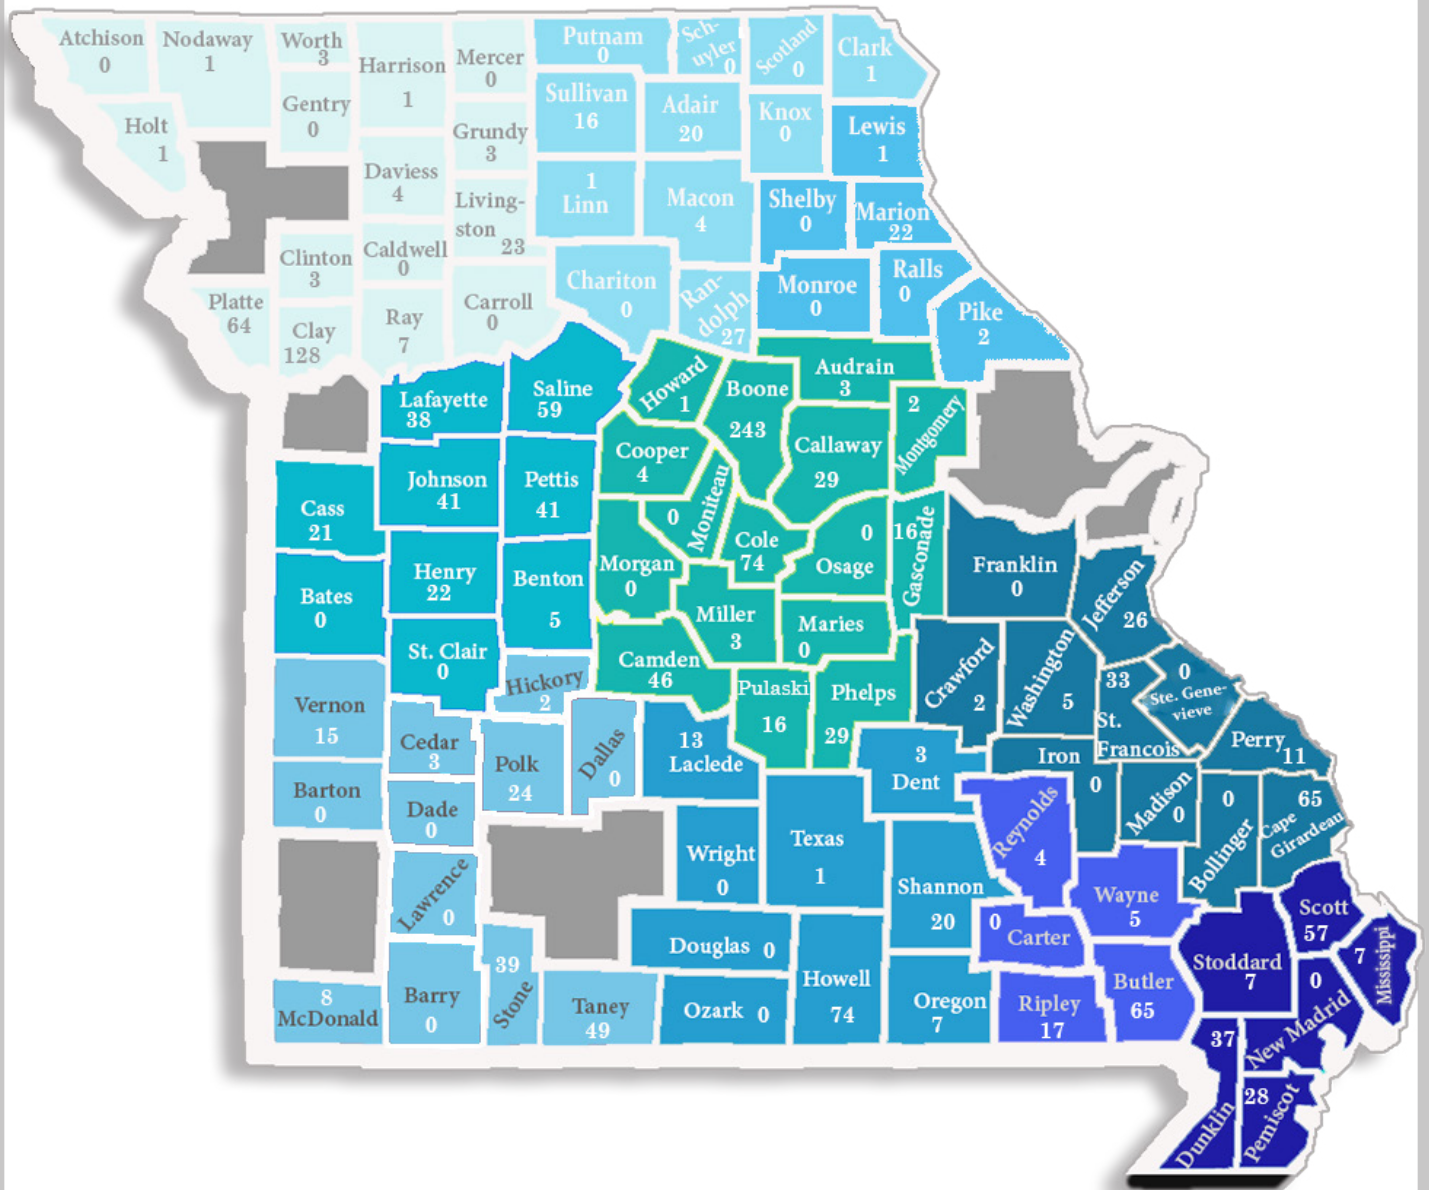 Atchison
0
Nodaway
1
Worth
3
Harrison
1
Mercer
0
Putnam
0
Sch-
uyler
0
Scotland
0
Clark
1
Holt
1
Gentry
0
Grundy
3
Sullivan
16
Adair
20
Knox
0
Lewis
1
Daviess
4
Living-
ston
23
1
Linn
Macon
4
Shelby
0
Marion
22
Clinton
3
Caldwell
0
Platte
64
Clay
128
Ray
7
Carroll
0
Chariton
0
Ran-
dolph
27
Monroe
0
Ralls
0
Pike
2
Lafayette
38
Saline
59
Howard
1
Boone
243
Audrain
3
2
Montgomery
Cooper
4
Callaway
29
Cass
21
Johnson
41
Pettis
41
0
Moniteau
Cole
74
0
Osage
16
Gasconade
Franklin
0
Jefferson
26
Bates
0
Henry
22
Benton
5
Morgan
0
Miller
3
Maries
0
St. Clair
0
Hickory
2
Camden
46
Pulaski
16
Phelps
29
Crawford
2
Washington
5
33
St.
Francois
0
Ste. Gene-
vieve
Perry
11
Vernon
15
Cedar
3
Polk
24
Dallas
0
13
Laclede
3
Dent
Iron
0
Madison
0
0
Bollinger
65
Cape
Girardeau
Barton
0
Dade
0
Wright
0
Texas
1
Shannon
20
Reynolds
4
Wayne
5
Lawrence
0
Douglas 0
Howell
74
0
Carter
Scott
57
7
Mississippi
Stoddard
7
8
McDonald
Barry
0
39
Stone
Taney
49
Ozark 0
Oregon
7
Ripley
17
Butler
65
0
New Madrid
37
Dunklin
28
Pemiscot